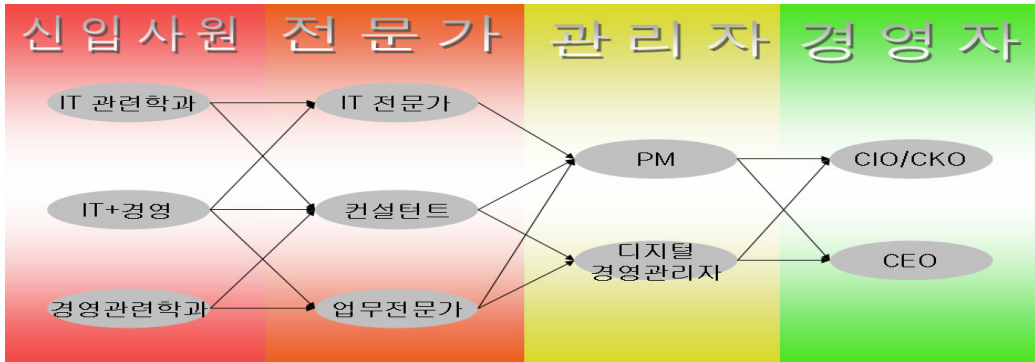 신입사원 전문가 관리자 경영자
IT 관련학과
IT 전문가
PM
CIO/CKO
IT+경영
컨설턴트
디지털
경영관리자
CEO
경영관련학과
업무전문가